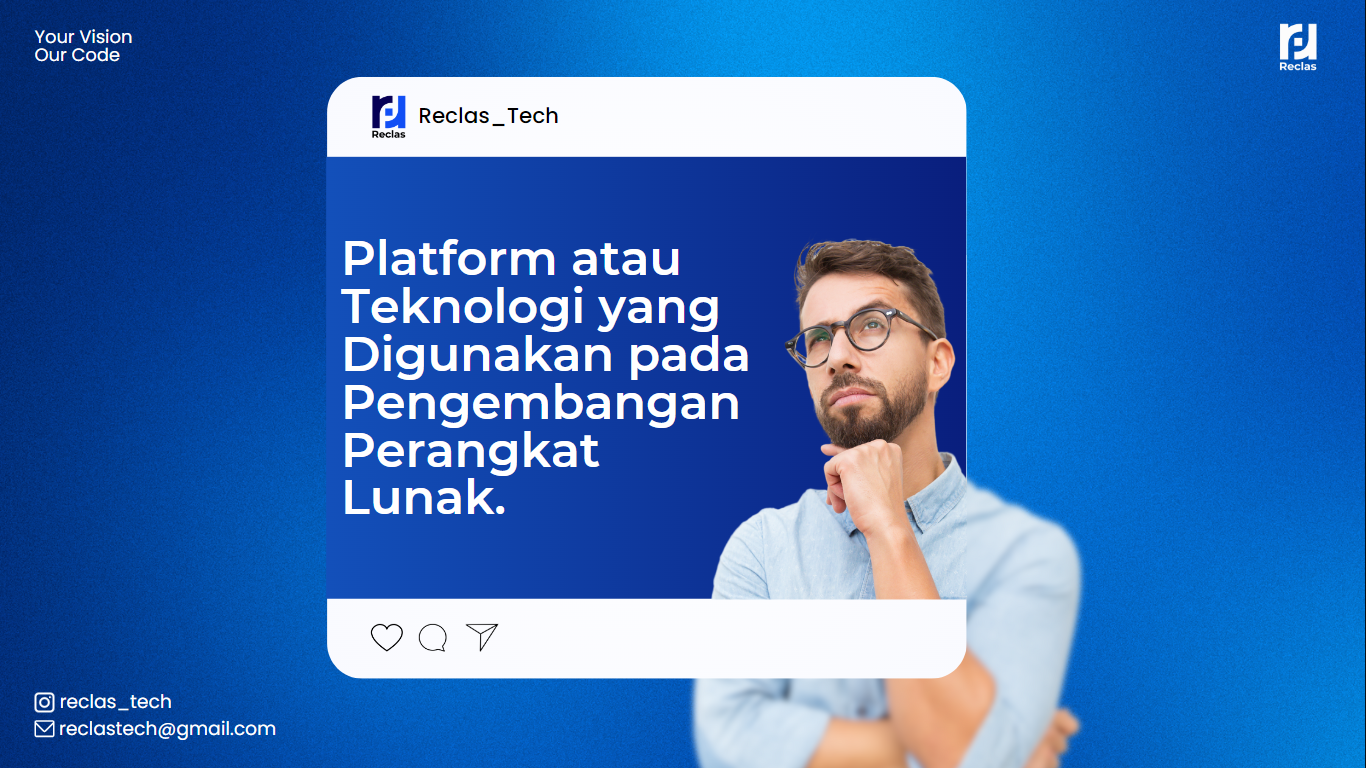 Your Vision
Our Code
Reclas
Reclas
Reclas_Tech
Platform atau
Teknologi yang
Digunakan pada
Pengembangan
Perangkat
Lunak.
reclas_tech
reclastech@gmail.com